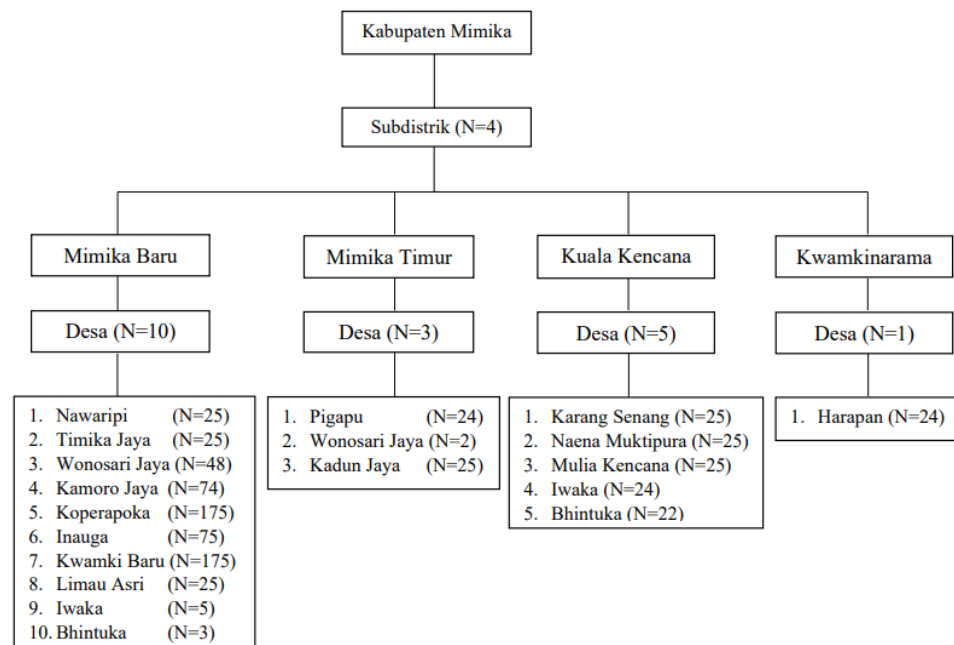 Kabupaten Mimika
Subdistrik (N=4)
Mimika Baru
Mimika Timur
Kuala Kencana
Kwamkinarama
Desa (N=10)
Desa (N=3)
Desa (N=5)
Desa (N=1)
1. Nawaripi (N=25)
2. Timika Jaya (N=25)
3. Wonosari Jaya (N=48)
4. Kamoro Jaya (N=74)
5. Koperapoka (N=175)
6. Inauga (N=75)
7. Kwamki Baru (N=175)
8. Limau Asri (N=25)
9. Iwaka (N=5)
10. Bhintuka (N=3)
1. Pigapu (N=24)
2. Wonosari Jaya (N=2)
3. Kadun Jaya (N=25)
1. Karang Senang (N=25)
2. Naena Muktipura (N=25)
3. Mulia Kencana (N=25)
4. Iwaka (N=24)
5. Bhintuka (N=22)
1. Harapan (N=24)